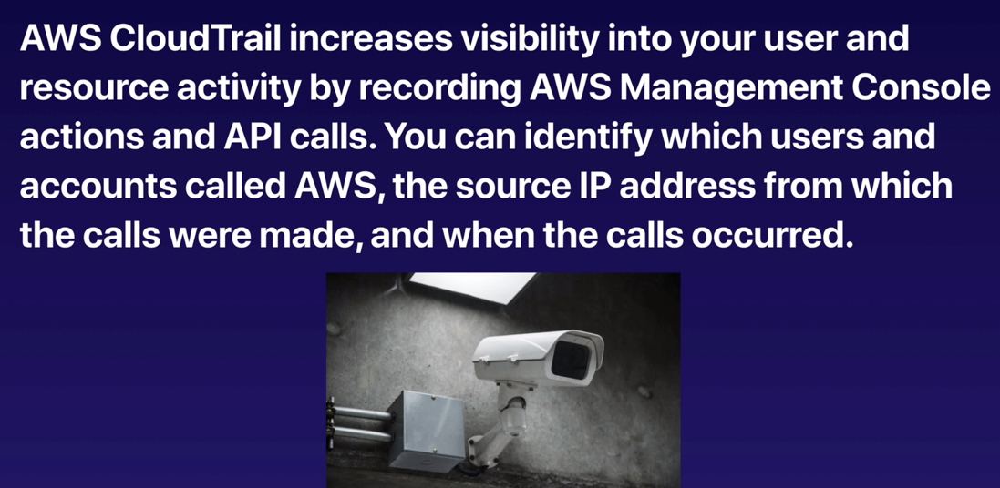 AWS CloudTrail increases visibility into your user and
resource activity by recording AWS Management Console
actions and API calls. You can identify which users and
accounts called AWS, the source IP address from which
the calls were made, and when the calls occurred.